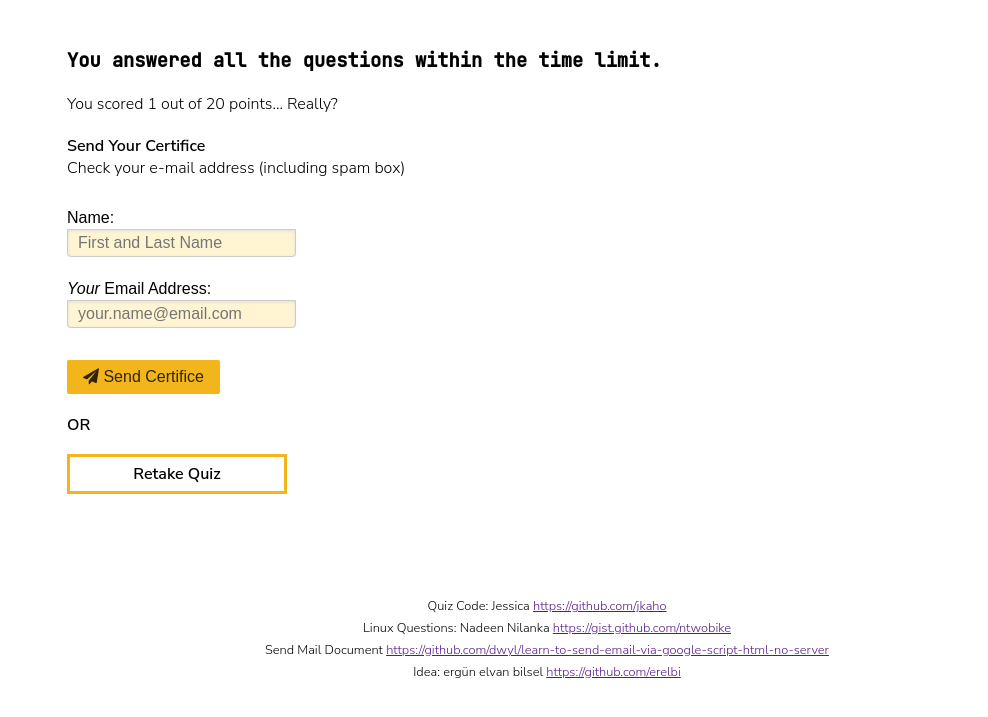 You answered all the questions within the time limit.
You scored 1 out of 20 points... Really?
Send Your Certifice
Check your e-mail address (including spam box)
Name:
First and Last Name
Your Email Address:
your.name@email.com
Send Certifice
OR
Retake Quiz
Quiz Code: Jessica https://github.com/jkaho
Linux Questions: Nadeen Nilanka https://gist.github.com/ntwobike
Send Mail Document https://github.com/dwyl/learn-to-send-email-via-google-script-html-no-server
Idea: ergün elvan bilsel https://github.com/erelbi